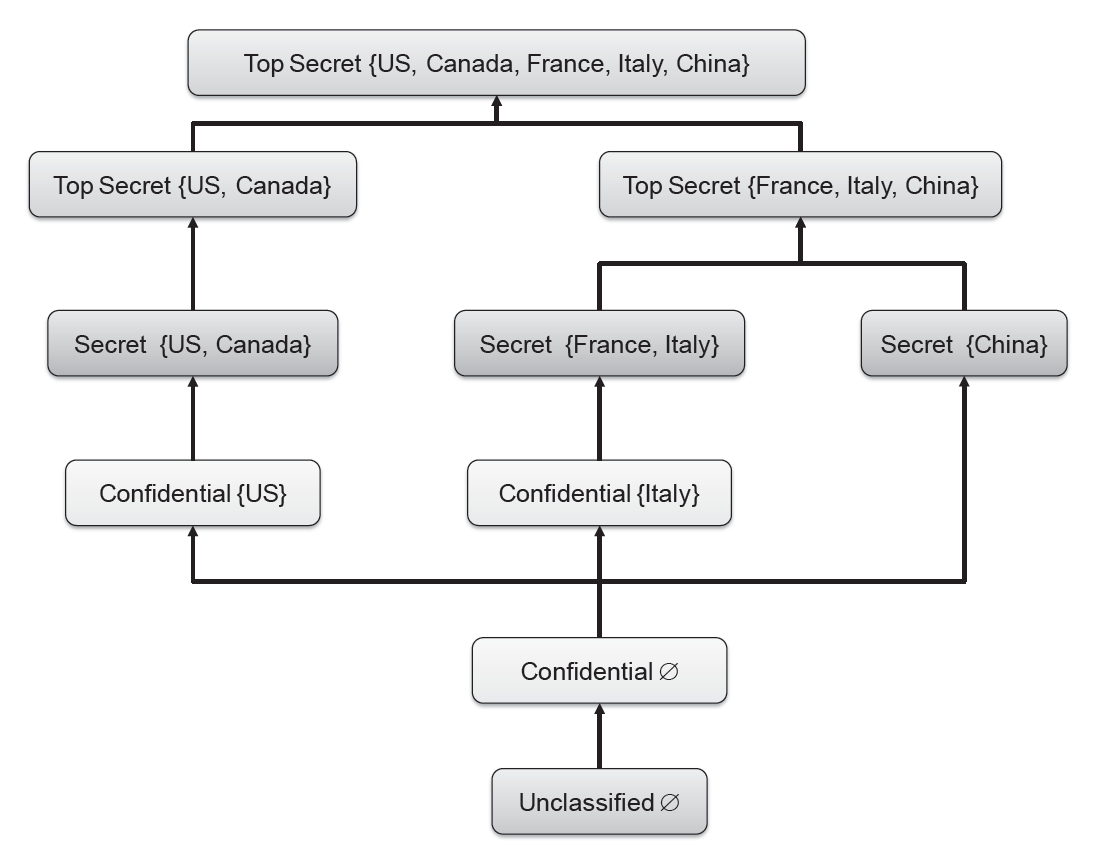 Top Secret {US, Canada, France, Italy, China}
Top Secret {US, Canada}
Top Secret {France, Italy, China}
Secret {US, Canada}
Secret {France, Italy}
Secret {China}
Confidential {US}
Confidential {Italy}
Confidential ∅
Unclassified ∅